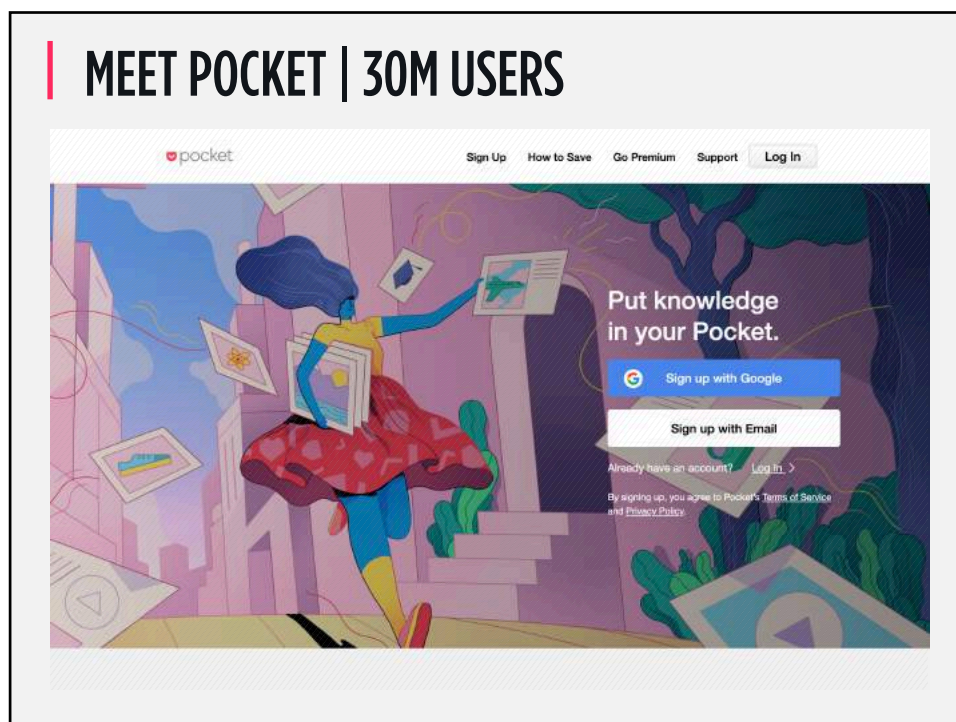 MEET POCKET | 30M USERS
pocket
Sign Up How to Save Go Premium Support Log In
Put knowledge
in your Pocket.
Sign up with Google
Sign up with Email
Already have an account? Log In >
By signing up, you agree to Pocket's Terms of Service
and Privacy Policy.